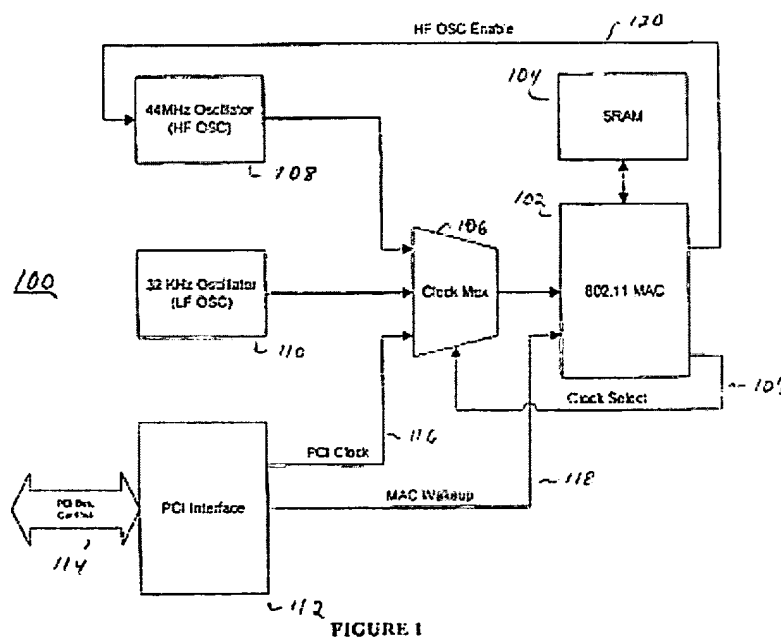 HF OSC Enable
120
104
44MHz Oscillator
(HF OSC)
SRAM
108
102
106
100
32 KHz Oscillator
(LF OSC)
Clock Mux
802.11 MAC
110
Clock Select
PCI Clock
116
118
PCI Interface
MAC Wakeup
PCI Bus,
114
112
FIGURE 1